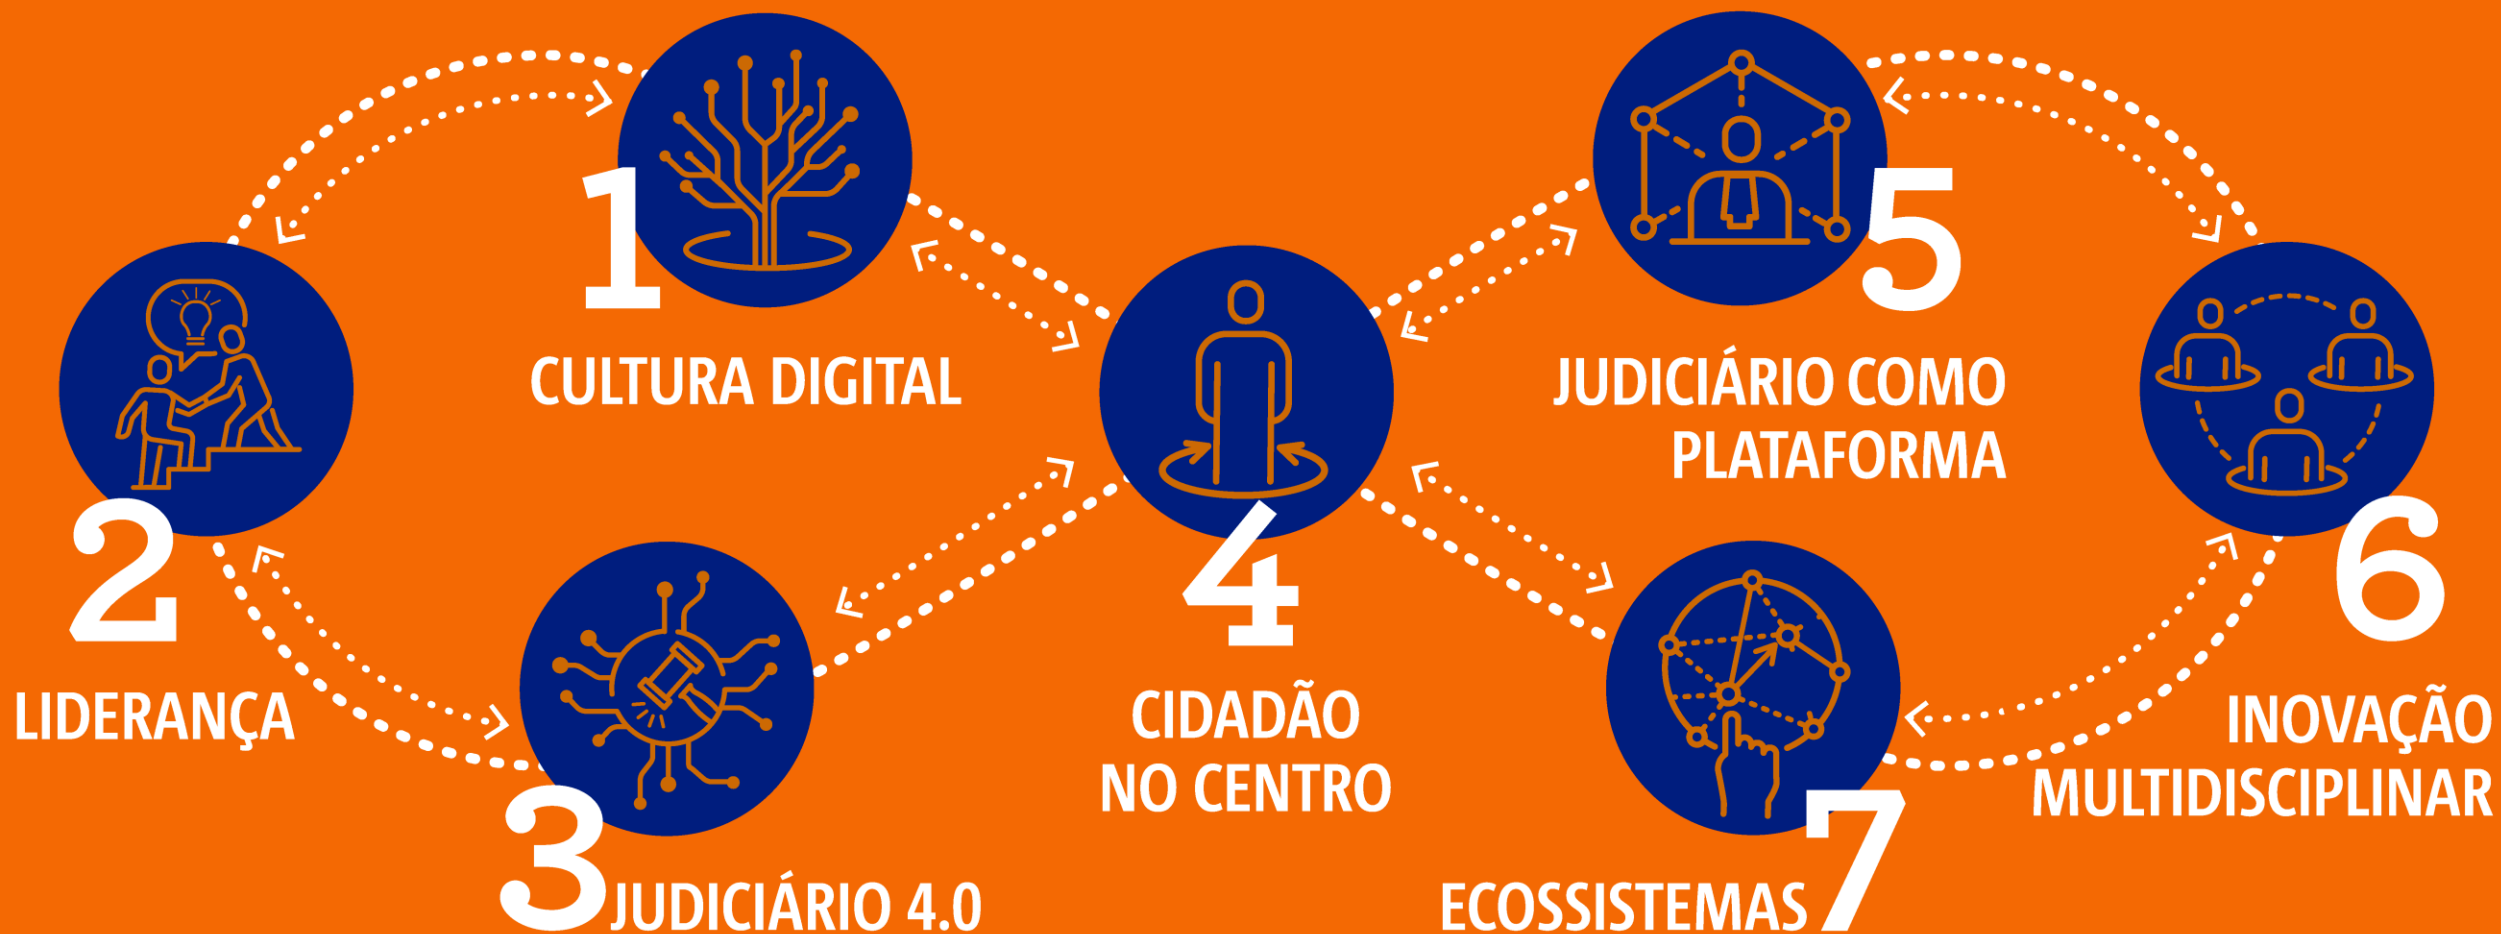 1
CULTURA DIGITAL
2
LIDERANÇA
3
JUDICIÁRIO 4.0
4
CIDADÃO
NO CENTRO
5
JUDICIÁRIO COMO
PLATAFORMA
6
INOVAÇÃO
MULTIDISCIPLINAR
7
ECOSSISTEMAS